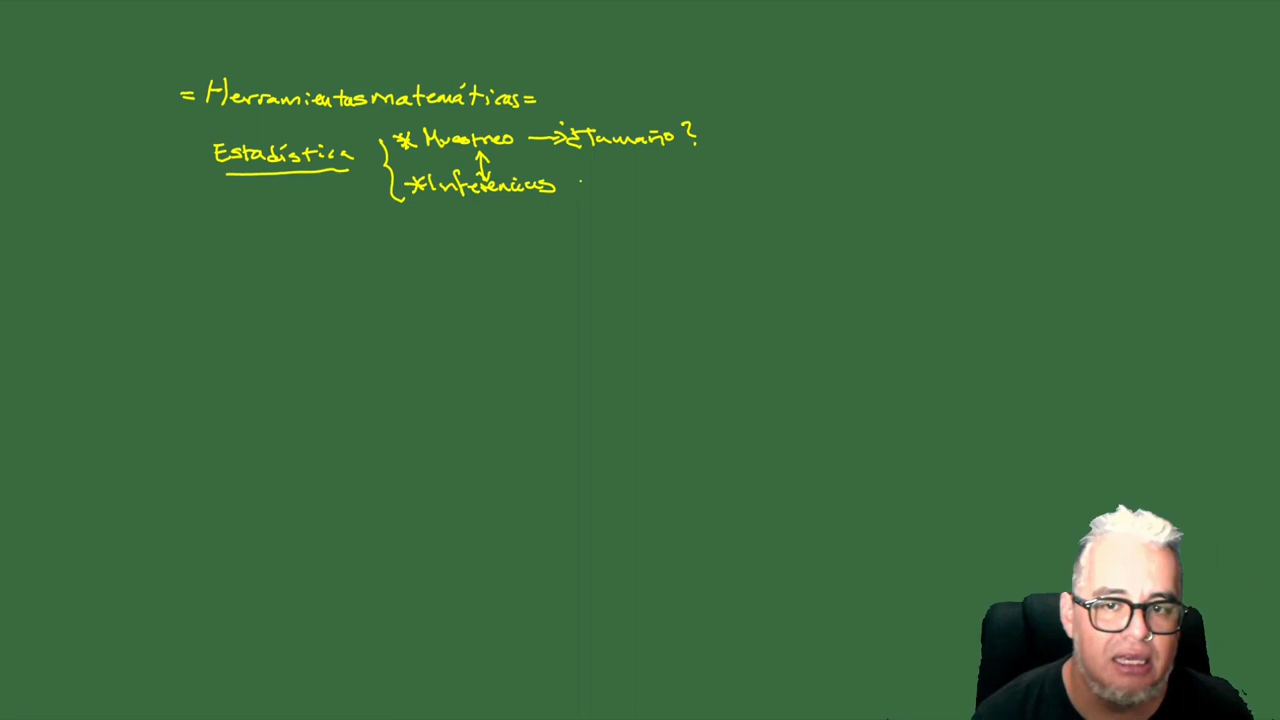 = Herramientas matemáticas =
Estadística { * Muestreo → ¿Tamaño?
* Inferencias